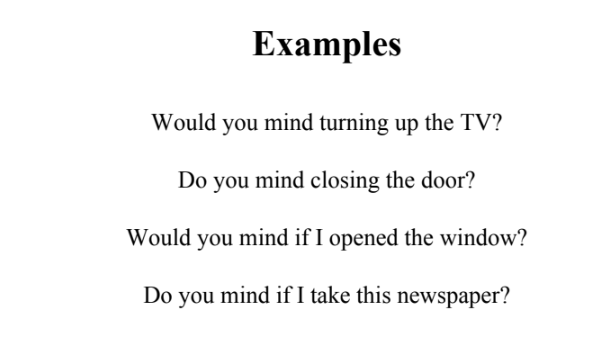 Examples
Would you mind turning up the TV?
Do you mind closing the door?
Would you mind if I opened the window?
Do you mind if I take this newspaper?